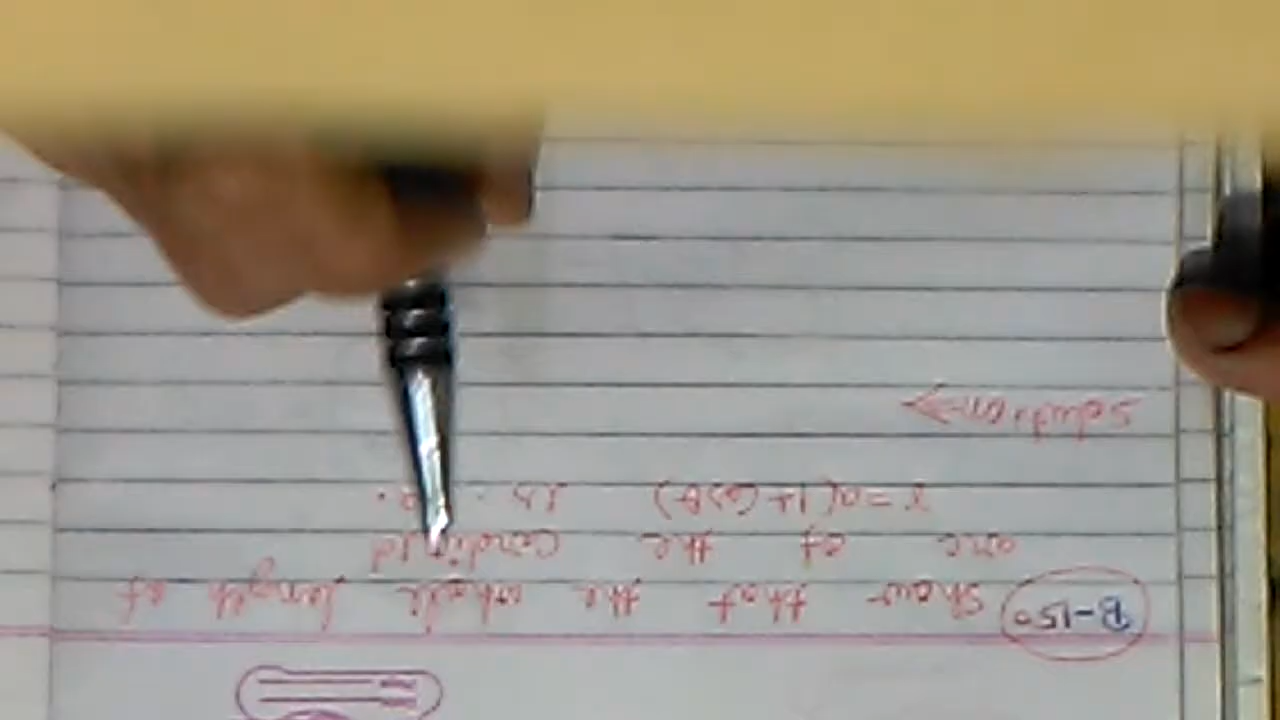 B-150 Show that the whole length of
arc of the Cardioid
r=a(1+Cosθ) is
Solution→